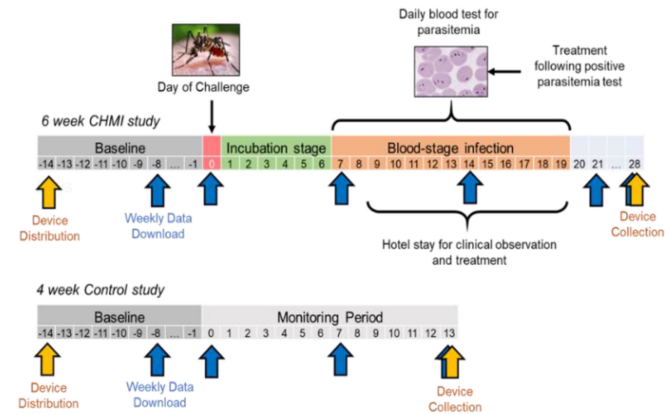 Daily blood test for
parasitemia
Treatment
following positive
parasitemia test
Day of Challenge
6 week CHMI study
Baseline
Incubation stage
Blood-stage infection
-14 -13 -12 -11 -10 -9 -8 ... -1 0 1 2 3 4 5 6 7 8 9 10 11 12 13 14 15 16 17 18 19 20 21 ... 28
Device
Distribution
Weekly Data
Download
Device
Collection
Hotel stay for clinical observation
and treatment
4 week Control study
Baseline
Monitoring Period
-14 -13 -12 -11 -10 -9 -8 ... -1 0 1 2 3 4 5 6 7 8 9 10 11 12 13
Device
Distribution
Weekly Data
Download
Device
Collection